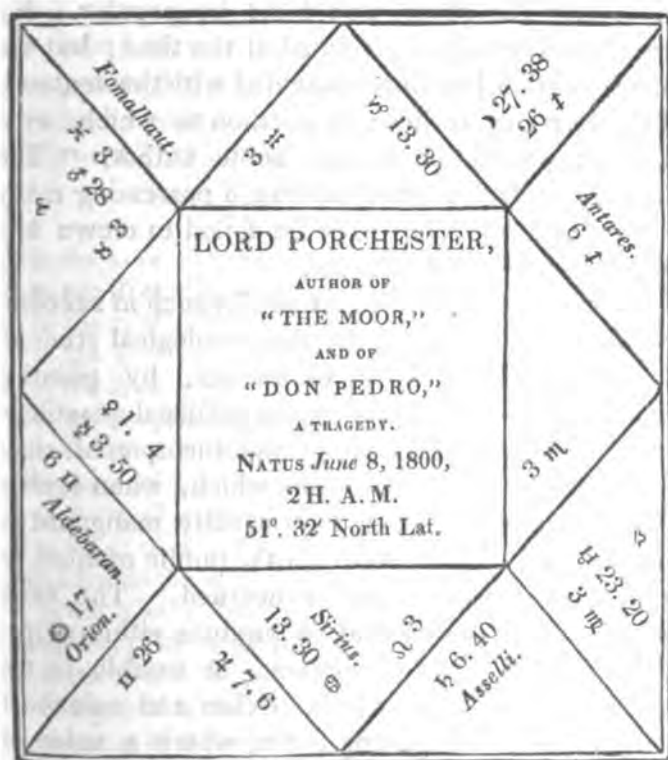 Fomalhaut.
♓ 3
♂ 28
♉ 3
3 ♒
♑ 13. 30
☽ 27. 38
26 ♐
Antares.
6 ♐
LORD PORCHESTER,
AUTHOR OF
"THE MOOR,"
AND OF
"DON PEDRO,"
A TRAGEDY.
NATUS June 8, 1800,
2H. A. M.
51°. 32′ North Lat.
♀ 1.
☿ 3. 50
6 ♊
Aldebaran.
☉ 17
Orion.
♊ 26
Sirius.
13. 30 ♋
♃ 7. 6
♌ 3
♄ 6. 40
Asselli.
3 ♏
♅ 23. 20
3 ♍